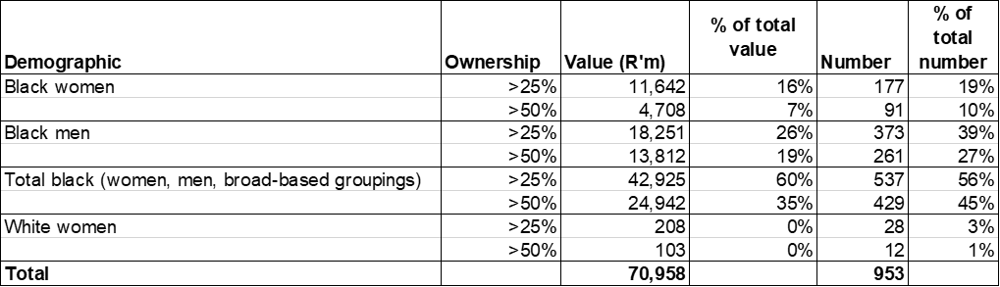 Demographic Ownership Value (R'm) % of total value Number % of total number
Black women >25% 11,642 16% 177 19%
>50% 4,708 7% 91 10%
Black men >25% 18,251 26% 373 39%
>50% 13,812 19% 261 27%
Total black (women, men, broad-based groupings) >25% 42,925 60% 537 56%
>50% 24,942 35% 429 45%
White women >25% 208 0% 28 3%
>50% 103 0% 12 1%
Total 70,958 953